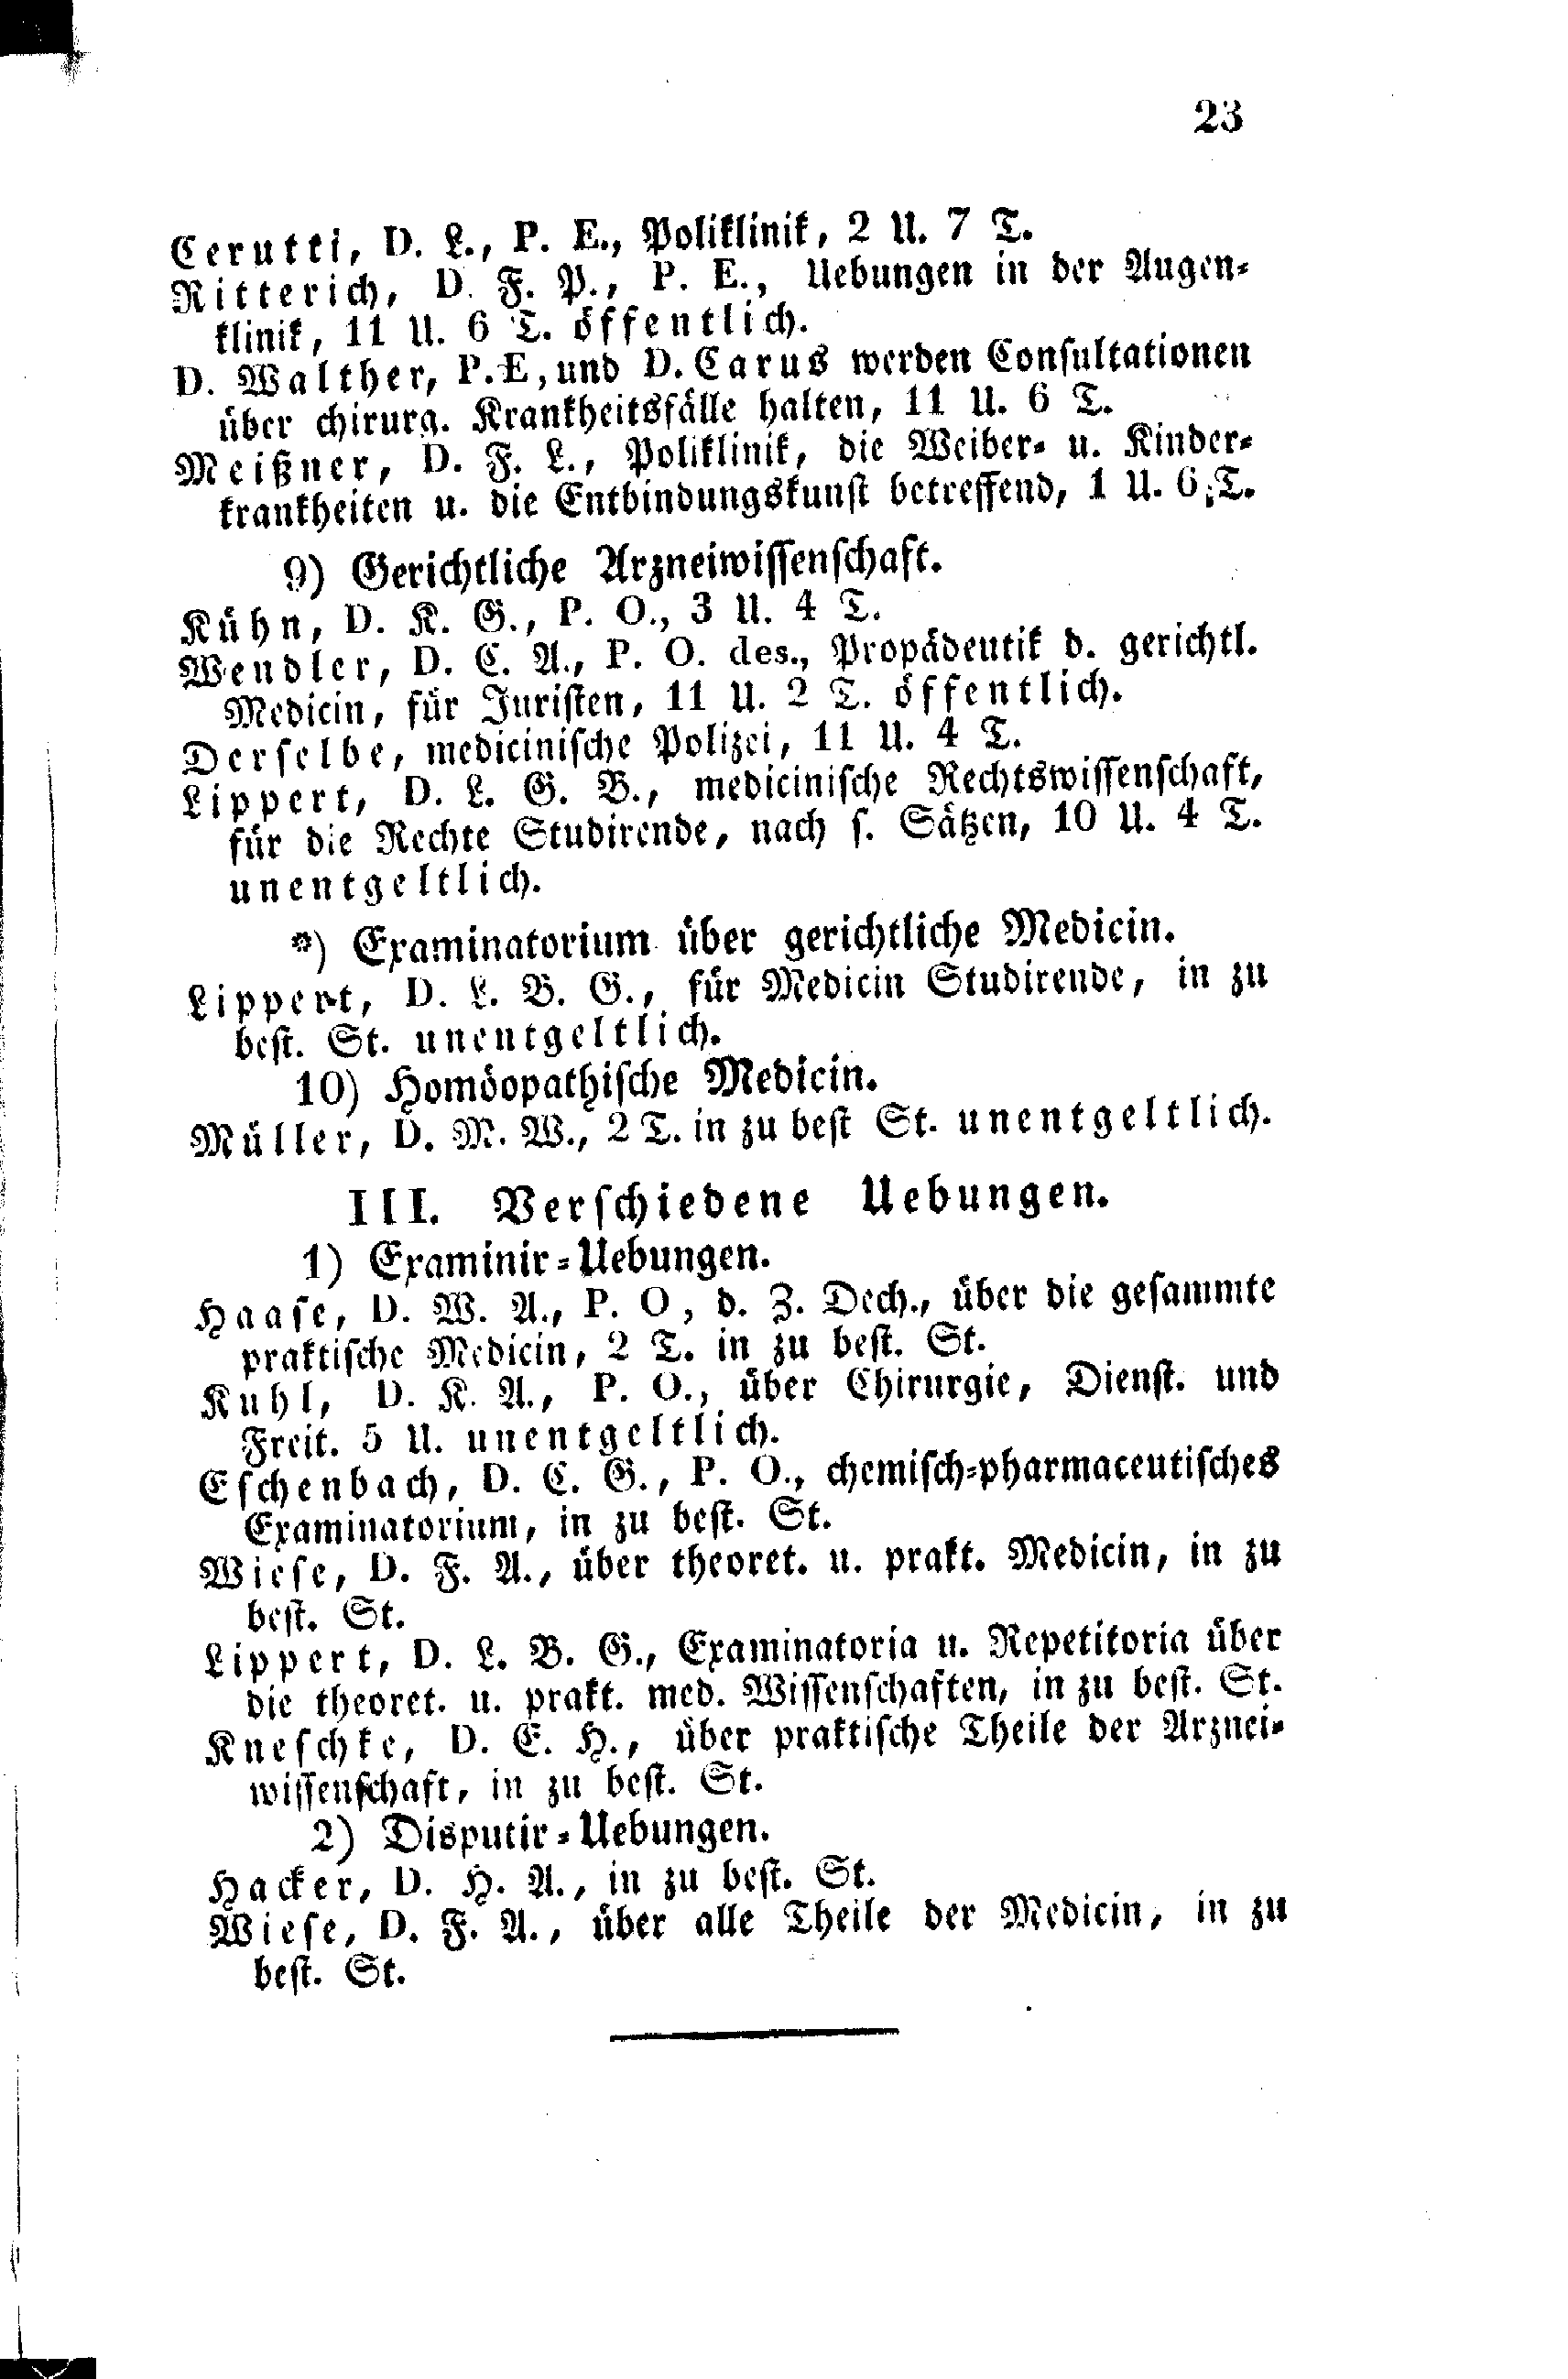 23
Cerutti, D. L., P. E., Poliklinik, 2 U. 7 T.
Ritterich, D. F. P., P. E., Uebungen in der Augen-
klinik, 11 U. 6 T. öffentlich.
D. Walther, P. E, und D. Carus werden Consultationen
über chirurg. Krankheitsfälle halten, 11 U. 6 T.
Meißner, D. F. L., Poliklinik, die Weiber- u. Kinder-
krankheiten u. die Entbindungskunst betreffend, 1 U. 6 T.
9) Gerichtliche Arzneiwissenschaft.
Kühn, D. K. G., P. O., 3 U. 4 T.
Wendler, D. C. A., P. O. des., Propädeutik d. gerichtl.
Medicin, für Juristen, 11 U. 2 T. öffentlich.
Derselbe, medicinische Polizei, 11 U. 4 T.
Lippert, D. L. G. B., medicinische Rechtswissenschaft,
für die Rechte Studirende, nach s. Sätzen, 10 U. 4 T.
unentgeltlich.
*) Examinatorium über gerichtliche Medicin.
Lippert, D. L. B. G., für Medicin Studirende, in zu
best. St. unentgeltlich.
10) Homöopathische Medicin.
Müller, D. M. W., 2 T. in zu best St. unentgeltlich.
III. Verschiedene Uebungen.
1) Examinir-Uebungen.
Haase, D. W. A., P. O, d. Z. Dech., über die gesammte
praktische Medicin, 2 T. in zu best. St.
Kuhl, D. K. A., P. O., über Chirurgie, Dienst. und
Freit. 5 U. unentgeltlich.
Eschenbach, D. C. G., P. O., chemisch-pharmaceutisches
Examinatorium, in zu best. St.
Wiese, D. F. A., über theoret. u. prakt. Medicin, in zu
best. St.
Lippert, D. L. B. G., Examinatoria u. Repetitoria über
die theoret. u. prakt. med. Wissenschaften, in zu best. St.
Kneschke, D. E. H., über praktische Theile der Arznei-
wissenschaft, in zu best. St.
2) Disputir-Uebungen.
Hacker, D. H. A., in zu best. St.
Wiese, D. F. A., über alle Theile der Medicin, in zu
best. St.